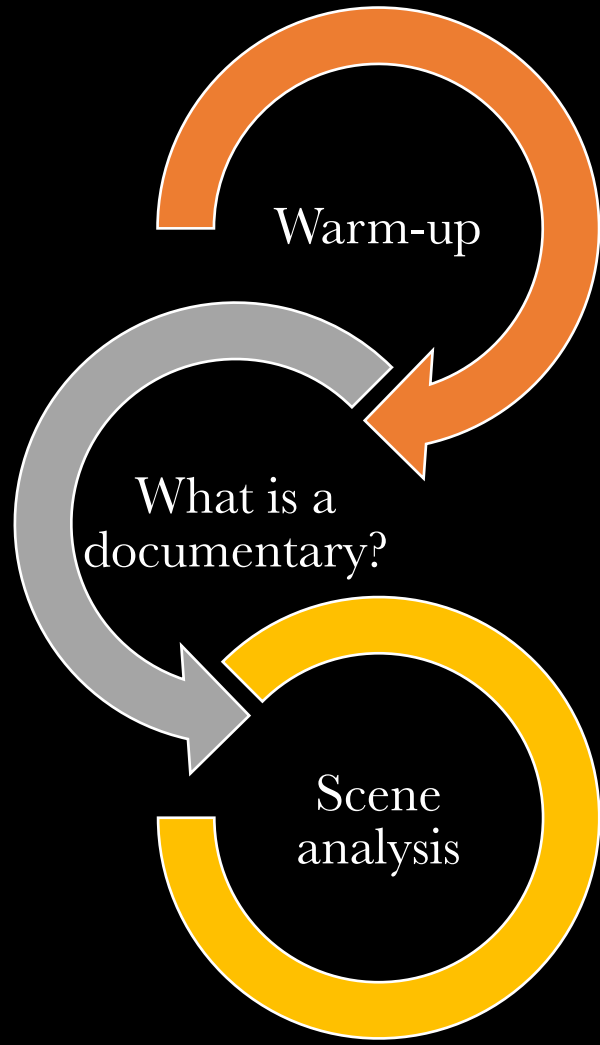 Warm-up
What is a
documentary?
Scene
analysis